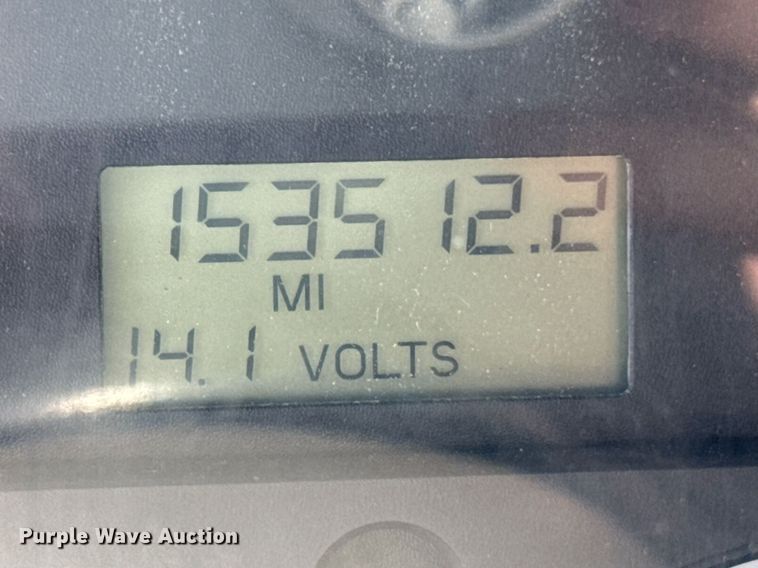 153512.2
MI
14.1 VOLTS
Purple Wave Auction